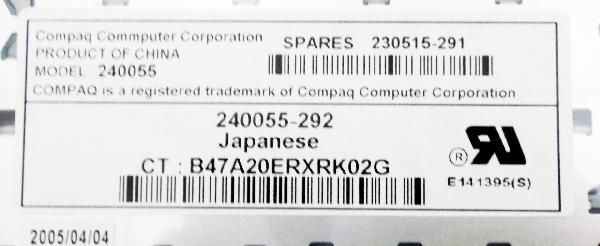 Compaq Commputer Corporation
SPARES 230515-291
PRODUCT OF CHINA
MODEL 240055
COMPAQ is a registered trademark of Compaq Computer Corporation
240055-292
Japanese
CT : B47A20ERXRK02G
® RU
E141395(S)
2005/04/04